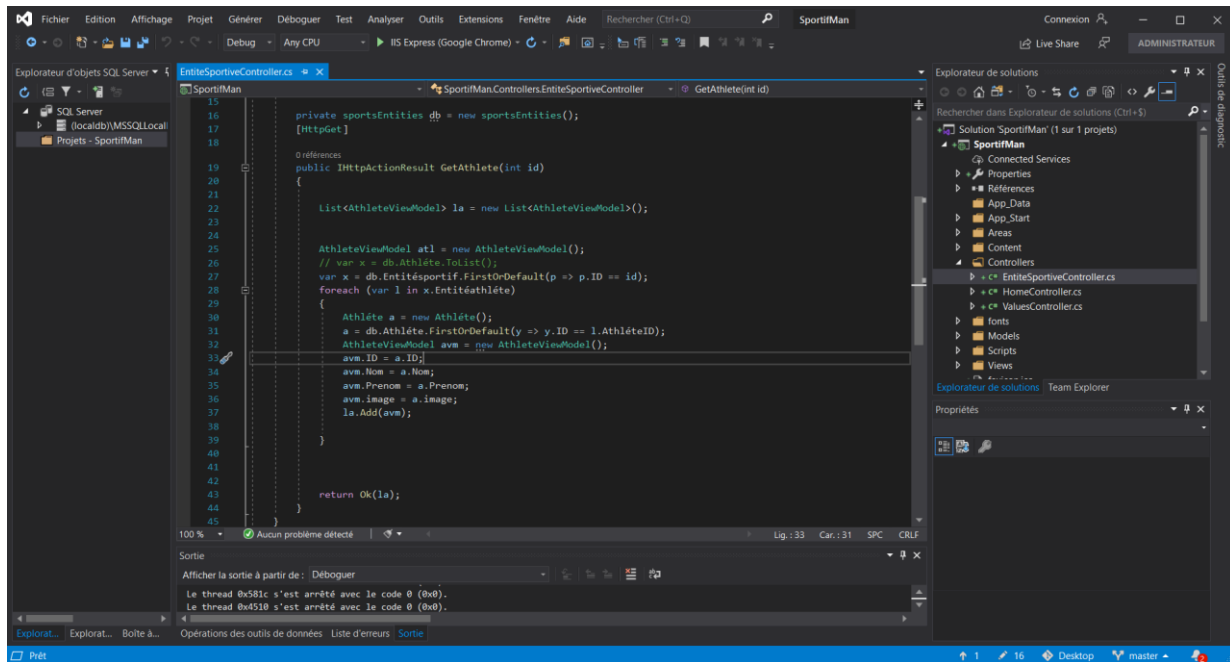 Fichier Edition Affichage Projet Générer Déboguer Test Analyser Outils Extensions Fenêtre Aide Rechercher (Ctrl+Q) SportifMan Connexion
Debug Any CPU IIS Express (Google Chrome) Live Share ADMINISTRATEUR
Explorateur d'objets SQL Server
SQL Server
(localdb)\MSSQLLocal
Projets - SportifMan
EntiteSportiveController.cs
SportifMan SportifMan.Controllers.EntiteSportiveController GetAthlete(int id)
15
16 private sportsEntities db = new sportsEntities();
17 [HttpGet]
18
0 références
19 public IHttpActionResult GetAthlete(int id)
20 {
21
22 List<AthleteViewModel> la = new List<AthleteViewModel>();
23
24
25 AthleteViewModel atl = new AthleteViewModel();
26 // var x = db.Athléte.ToList();
27 var x = db.Entitésportif.FirstOrDefault(p => p.ID == id);
28 foreach (var l in x.Entitéathléte)
29 {
30 Athléte a = new Athléte();
31 a = db.Athléte.FirstOrDefault(y => y.ID == l.AthléteID);
32 AthleteViewModel avm = new AthleteViewModel();
33 avm.ID = a.ID;
34 avm.Nom = a.Nom;
35 avm.Prenom = a.Prenom;
36 avm.image = a.image;
37 la.Add(avm);
38
39 }
40
41
42
43 return Ok(la);
44 }
45 }
100 % Aucun problème détecté Lig. : 33 Car. : 31 SPC CRLF
Sortie
Afficher la sortie à partir de : Déboguer
Le thread 0x581c s'est arrêté avec le code 0 (0x0).
Le thread 0x4510 s'est arrêté avec le code 0 (0x0).
Explorat... Explorat... Boîte à... Opérations des outils de données Liste d'erreurs Sortie
Explorateur de solutions
Rechercher dans Explorateur de solutions (Ctrl+$)
Solution 'SportifMan' (1 sur 1 projets)
SportifMan
Connected Services
Properties
Références
App_Data
App_Start
Areas
Content
Controllers
C# EntiteSportiveController.cs
C# HomeController.cs
C# ValuesController.cs
fonts
Models
Scripts
Views
Explorateur de solutions Team Explorer
Propriétés
Outils de diagnostic
Prêt 1 16 Desktop master 2